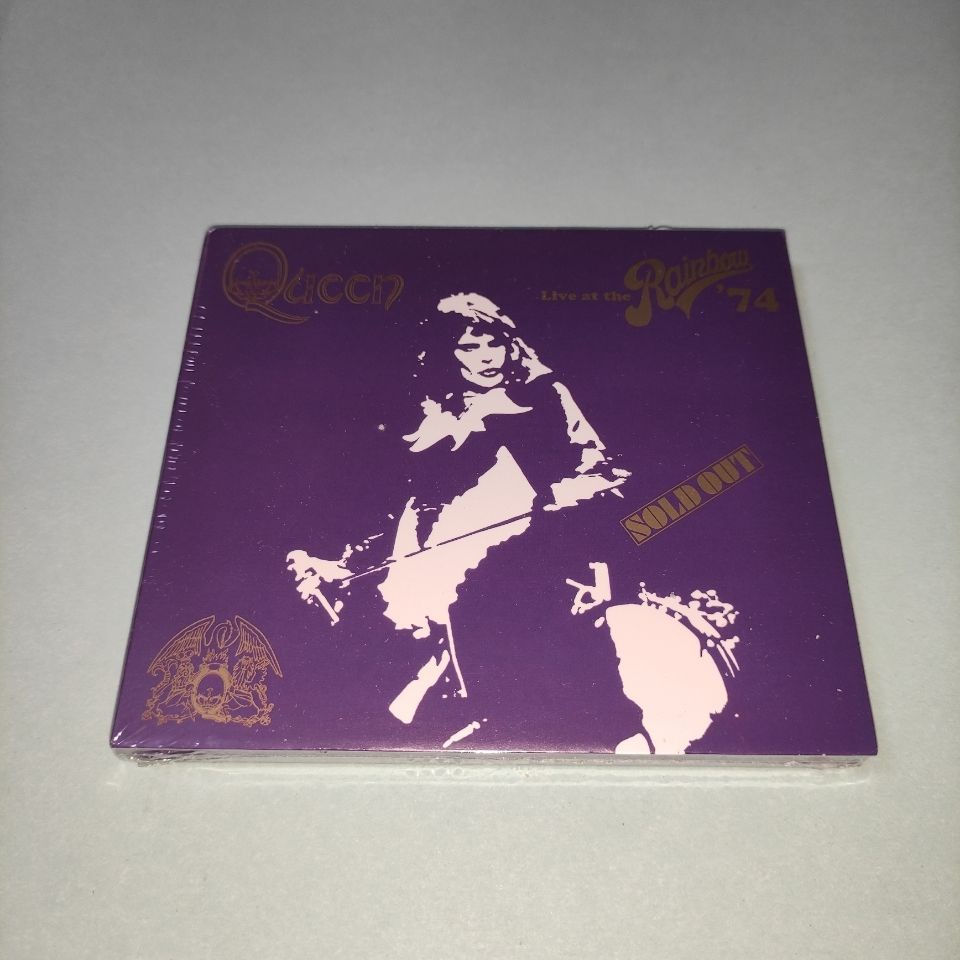 Queen
Live at the Rainbow '74
SOLD OUT